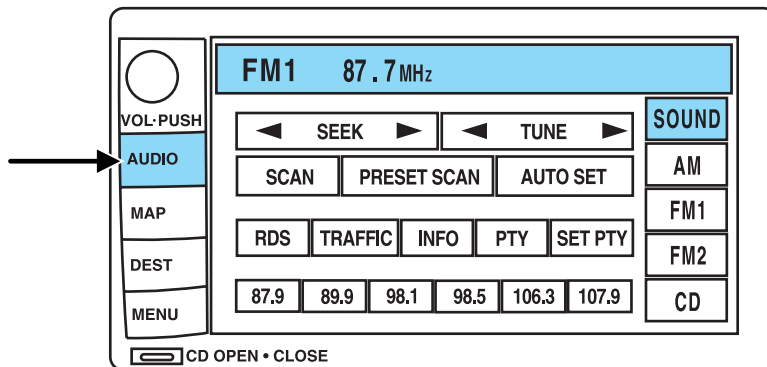 FM1 87.7 MHz
VOL·PUSH
AUDIO
MAP
DEST
MENU
◄ SEEK ►
◄ TUNE ►
SCAN
PRESET SCAN
AUTO SET
RDS
TRAFFIC
INFO
PTY
SET PTY
87.9
89.9
98.1
98.5
106.3
107.9
SOUND
AM
FM1
FM2
CD
CD OPEN • CLOSE